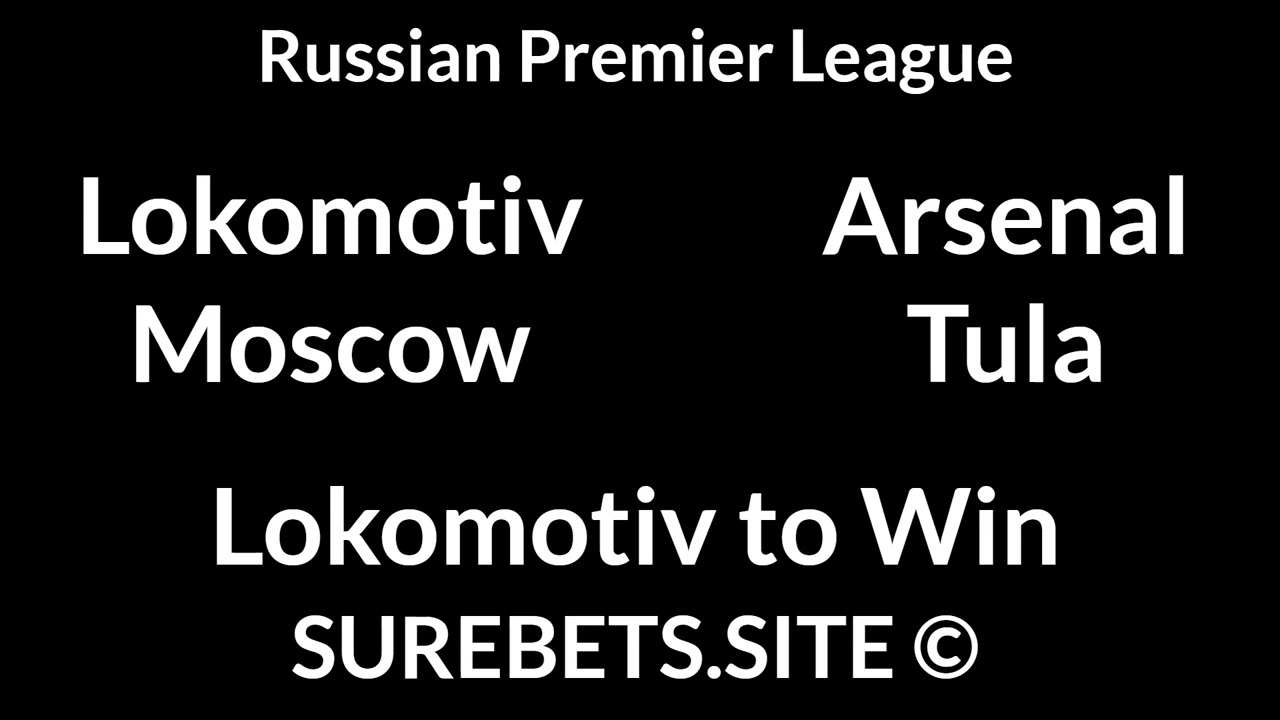 Russian Premier League
Lokomotiv
Moscow
Arsenal
Tula
Lokomotiv to Win
SUREBETS.SITE ©